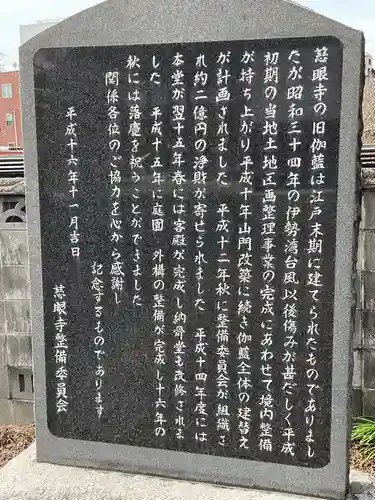 慈眼寺の旧伽藍は江戸末期に建てられたものでありまし
たが 昭和三十四年の伊勢湾台風以後傷みが甚だしく平成
初期の当地土地区画整理事業の完成にあわせて境内整備
が持ち上がり平成十年山門改築に続き伽藍全体の建替え
が計画されました 平成十二年秋に整備委員会が組織さ
れ約二億円の浄財が寄せられました 平成十四年度には
本堂が翌十五年春には宮殿が完成し納骨堂も改修されま
した 平成十五年に庭園 外構の整備が完成し十六年の
秋には落慶を祝うことができました
関係各位のご協力を心から感謝し
記念するものであります
平成十六年十一月吉日
慈眼寺整備委員会